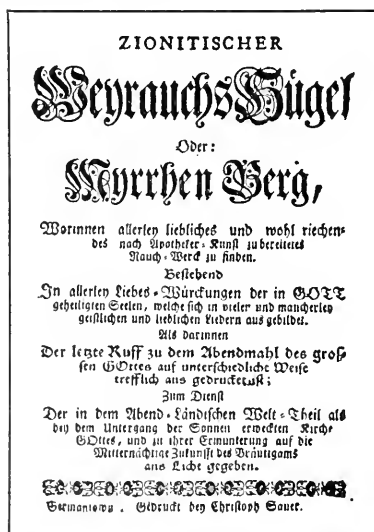 ZIONITISCHER
WeyrauchsHügel
Oder:
Myrrhen Berg,
Worinnen allerley liebliches und wohl riechen-
des nach Apotheker-Kunst zu bereitetes
Rauch-Werck zu finden.
Bestehend
In allerley Liebes-Würckungen der in GOTT
geheiligten Seelen, welche sich in vieler und mancherley
geistlichen und lieblichen Liedern aus gebildet.
Als darinnen
Der letzte Ruff zu dem Abendmahl des gros-
sen GOttes auf unterschiedliche Weise
trefflich aus gedrucket ist;
Zum Dienst
Der in dem Abend-Ländischen Welt-Theil als
bey dem Untergang der Sonnen erweckten Kirche
GOttes, und zu ihrer Ermunterung auf die
Mitternächtige Zukunfft des Bräutigams
ans Licht gegeben.
Germantown. Gedruckt bey Christoph Sauer.